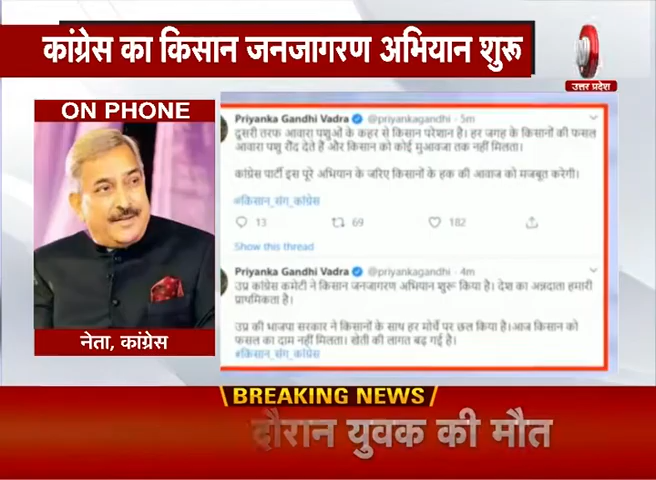 कांग्रेस का किसान जनजागरण अभियान शुरू
उत्तर प्रदेश
ON PHONE
नेता, कांग्रेस
Priyanka Gandhi Vadra @priyankagandhi · 5m
दूसरी तरफ आवारा पशुओं के कहर से किसान परेशान है। हर जगह के किसानों की फसल
आवारा पशु रौंद देते हैं और किसान को कोई मुआवजा तक नहीं मिलता।
कांग्रेस पार्टी इस पूरे अभियान के जरिए किसानों के हक की आवाज को मजबूत करेगी।
#किसान_संग_कांग्रेस
13 69 182
Show this thread
Priyanka Gandhi Vadra @priyankagandhi · 4m
उप्र कांग्रेस कमेटी ने किसान जनजागरण अभियान शुरू किया है। देश का अन्नदाता हमारी
प्राथमिकता है।
उप्र की भाजपा सरकार ने किसानों के साथ हर मोर्चे पर छल किया है।आज किसान को
फसल का दाम नहीं मिलता। खेती की लागत बढ़ गई है।
#किसान_संग_कांग्रेस
BREAKING NEWS
दौरान युवक की मौत